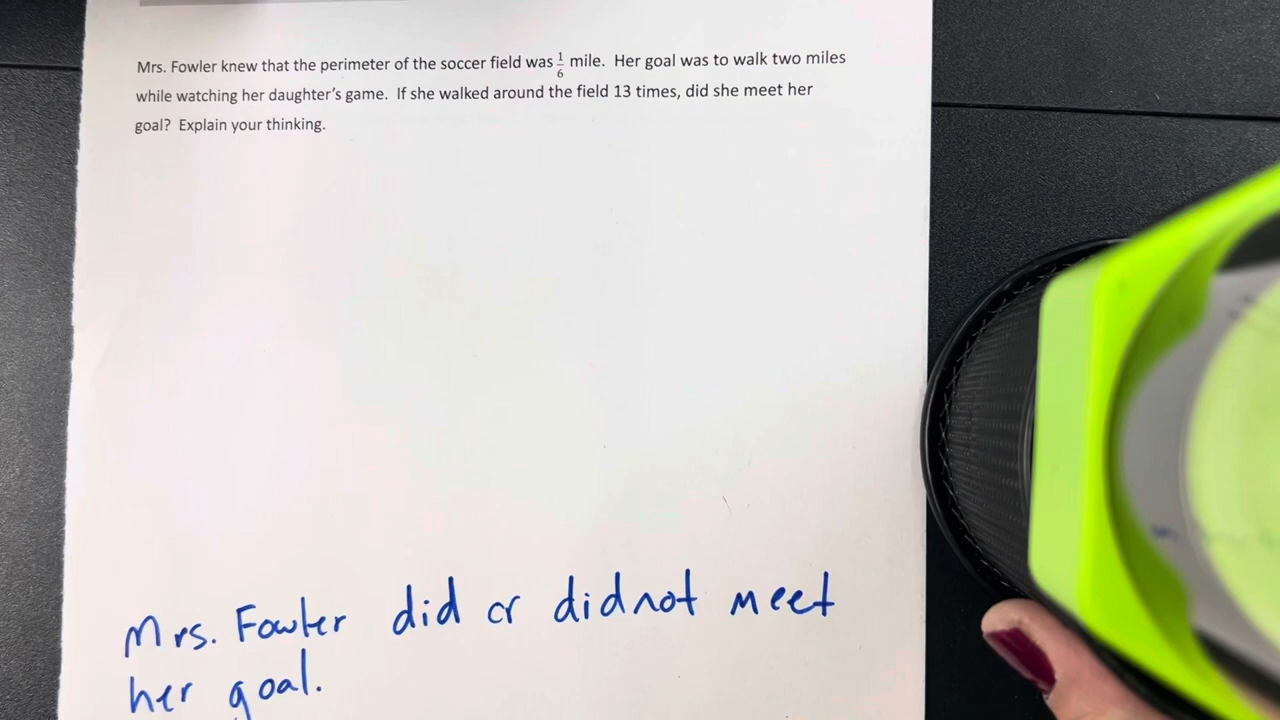 Mrs. Fowler knew that the perimeter of the soccer field was 1/6 mile. Her goal was to walk two miles
while watching her daughter's game. If she walked around the field 13 times, did she meet her
goal? Explain your thinking.
Mrs. Fowler did or didnot meet
her goal.